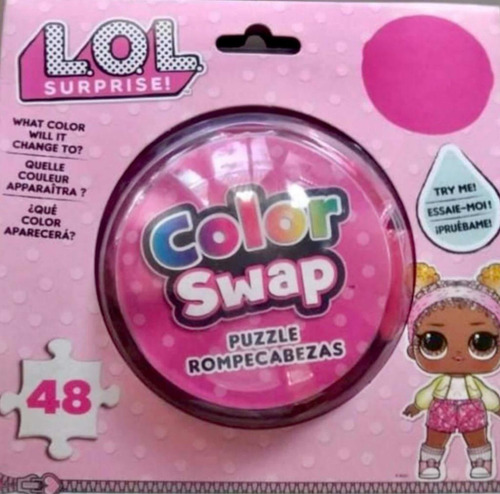 L.O.L.
SURPRISE!
WHAT COLOR
WILL IT
CHANGE TO?
QUELLE
COULEUR
APPARAÎTRA ?
¿QUÉ
COLOR
APARECERÁ?
TRY ME!
ESSAIE-MOI!
¡PRUÉBAME!
Color
Swap
PUZZLE
ROMPECABEZAS
48